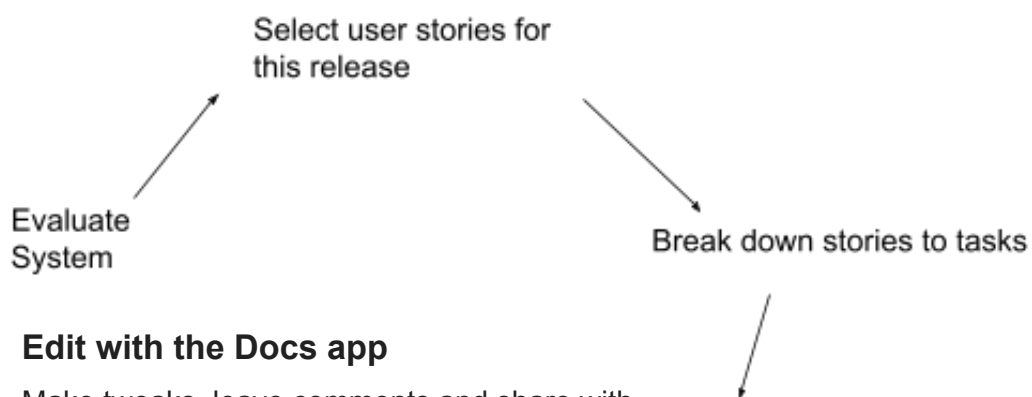 Select user stories for
this release
Evaluate
System
Break down stories to tasks
Edit with the Docs app
Make tweaks, leave comments and share with